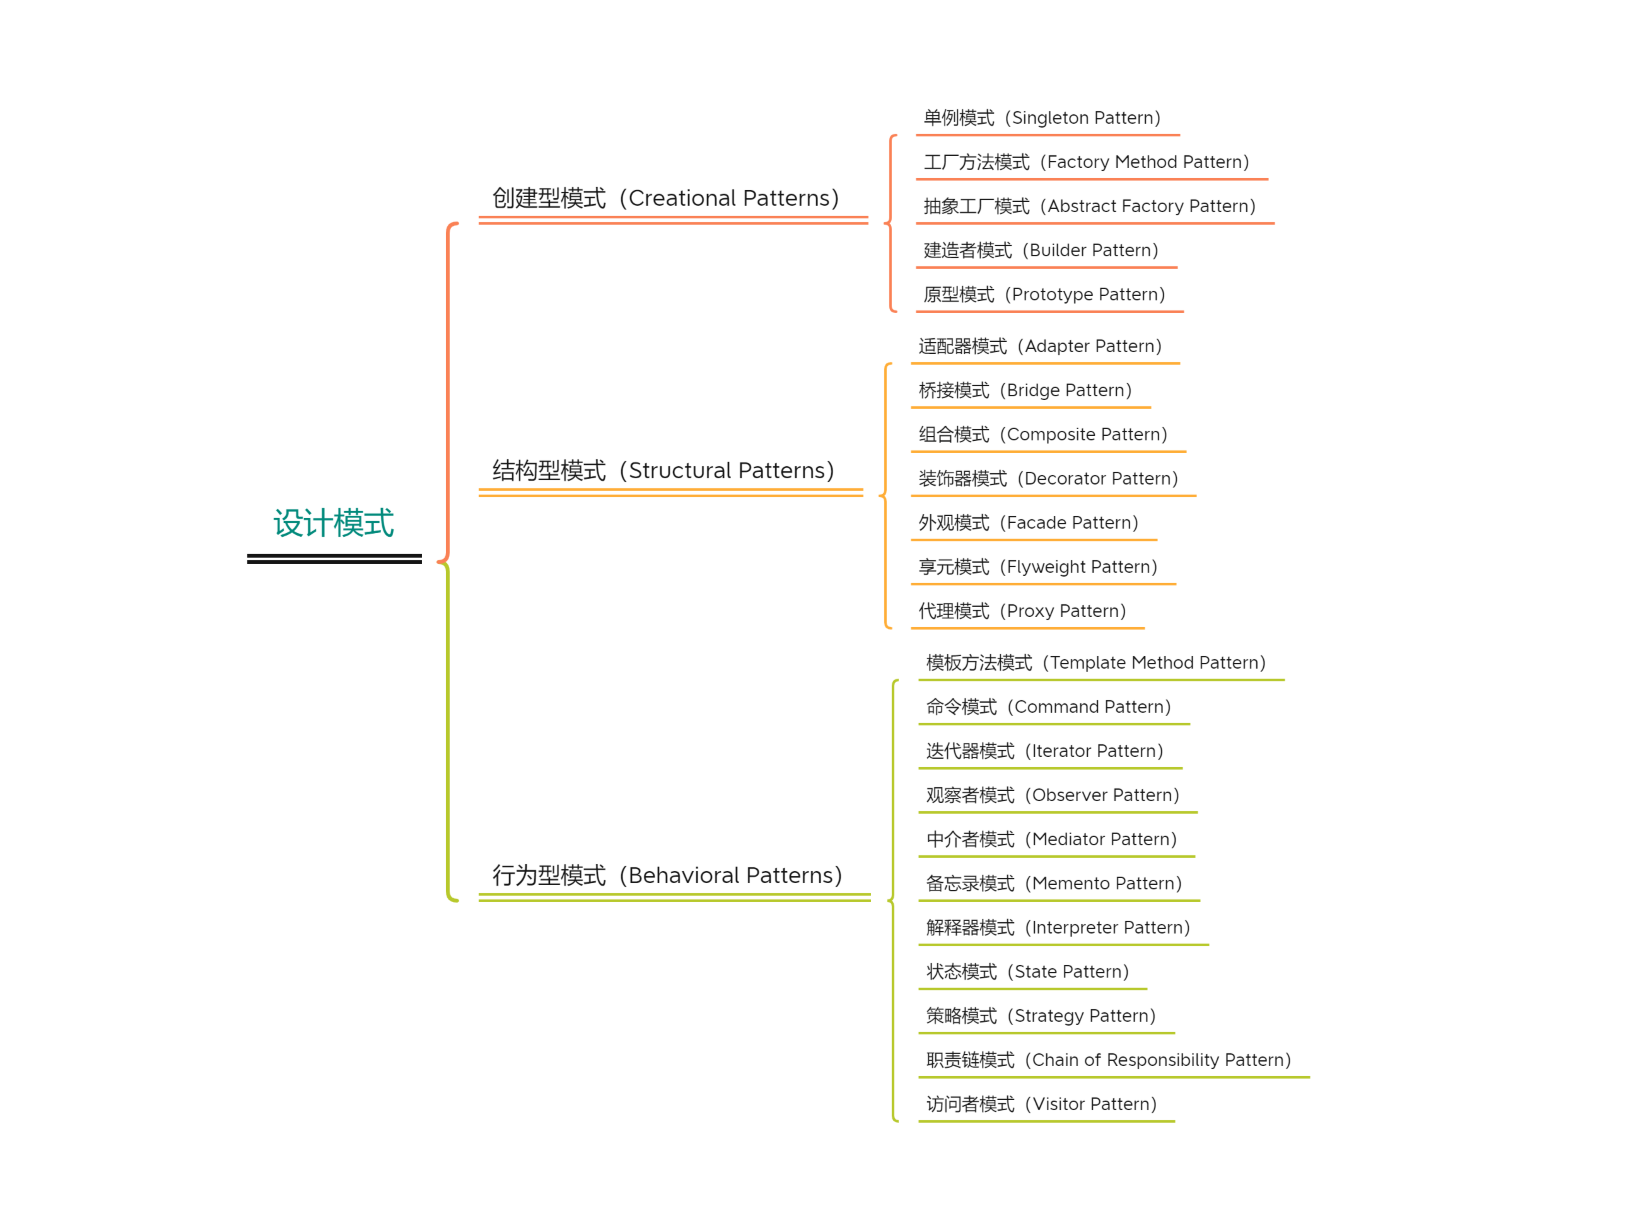 设计模式
创建型模式（Creational Patterns）
单例模式（Singleton Pattern）
工厂方法模式（Factory Method Pattern）
抽象工厂模式（Abstract Factory Pattern）
建造者模式（Builder Pattern）
原型模式（Prototype Pattern）
结构型模式（Structural Patterns）
适配器模式（Adapter Pattern）
桥接模式（Bridge Pattern）
组合模式（Composite Pattern）
装饰器模式（Decorator Pattern）
外观模式（Facade Pattern）
享元模式（Flyweight Pattern）
代理模式（Proxy Pattern）
行为型模式（Behavioral Patterns）
模板方法模式（Template Method Pattern）
命令模式（Command Pattern）
迭代器模式（Iterator Pattern）
观察者模式（Observer Pattern）
中介者模式（Mediator Pattern）
备忘录模式（Memento Pattern）
解释器模式（Interpreter Pattern）
状态模式（State Pattern）
策略模式（Strategy Pattern）
职责链模式（Chain of Responsibility Pattern）
访问者模式（Visitor Pattern）